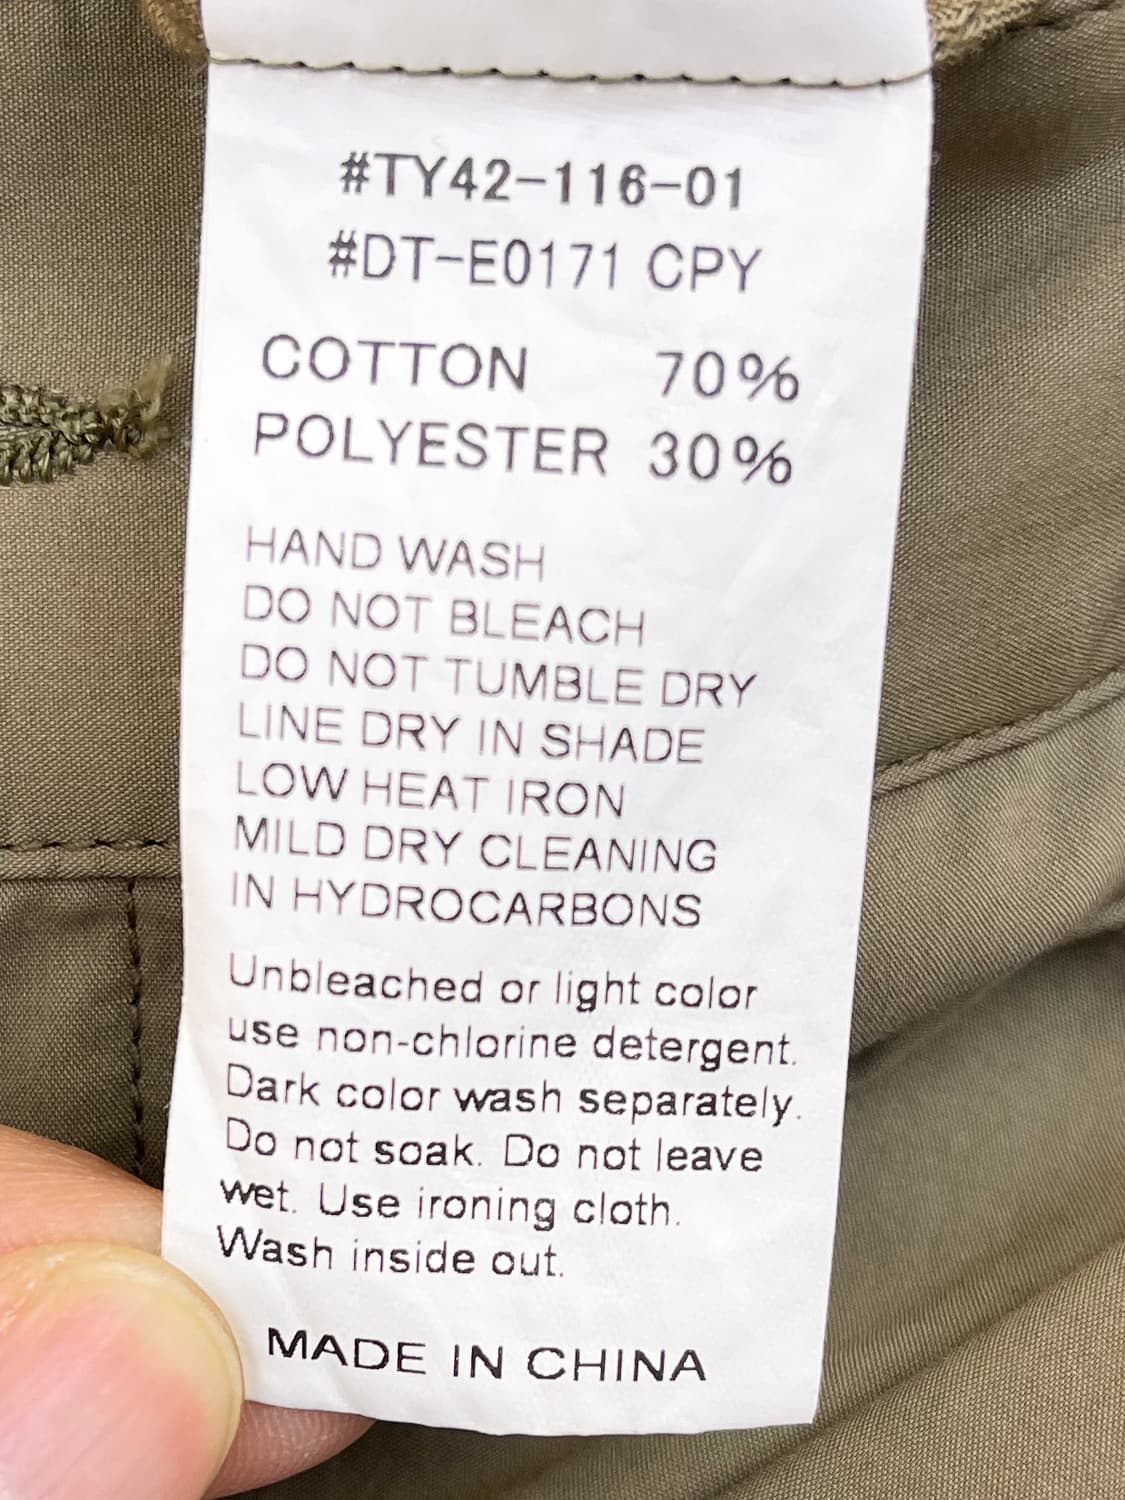 #TY42-116-01
#DT-E0171 CPY
COTTON 70%
POLYESTER 30%
HAND WASH
DO NOT BLEACH
DO NOT TUMBLE DRY
LINE DRY IN SHADE
LOW HEAT IRON
MILD DRY CLEANING
IN HYDROCARBONS
Unbleached or light color
use non-chlorine detergent.
Dark color wash separately.
Do not soak. Do not leave
wet. Use ironing cloth.
Wash inside out.
MADE IN CHINA